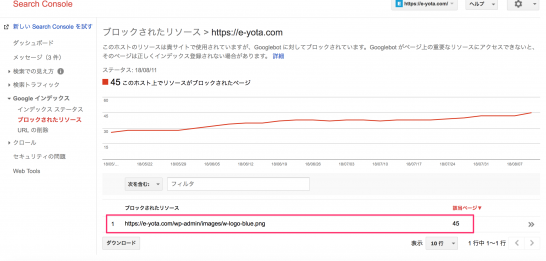 Search Console
https://e-yota.com/
ヘルプ
新しい Search Console を試す
ダッシュボード
メッセージ（3 件）
検索での見え方
検索トラフィック
Google インデックス
インデックス ステータス
ブロックされたリソース
URL の削除
クロール
セキュリティの問題
Web Tools
ブロックされたリソース > https://e-yota.com
このホストのリソースは貴サイトで使用されていますが、Googlebot に対してブロックされています。Googlebot がページ上の重要なリソースにアクセスできないと、
そのページは正しくインデックス登録されない場合があります。 詳細
ステータス: 18/08/11
45 このホスト上でリソースがブロックされたページ
60
45
30
15
18/05/22
18/05/29
18/06/12
18/06/19
18/06/26
18/07/03
18/07/10
18/07/17
18/07/24
18/07/31
18/08/07
次を含む:
フィルタ
ブロックされたリソース
該当ページ▼
1 https://e-yota.com/wp-admin/images/w-logo-blue.png 45
ダウンロード
表示 10 行 1 行中 1～1 行